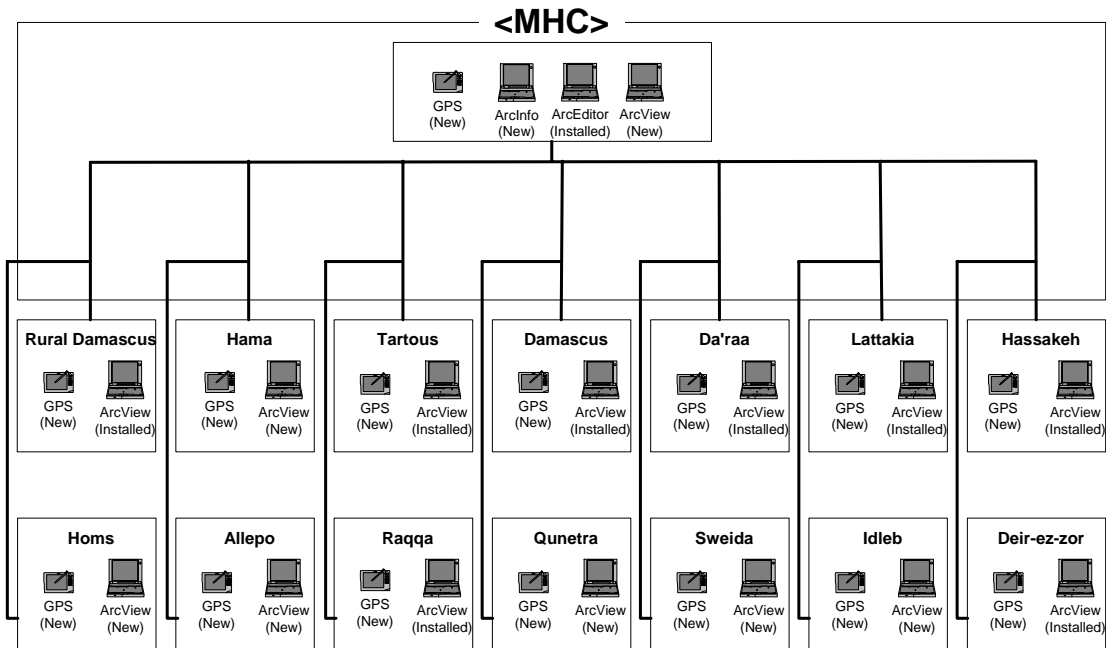 <MHC>
GPS
(New)
ArcInfo
(New)
ArcEditor
(Installed)
ArcView
(New)
Rural Damascus
GPS
(New)
ArcView
(Installed)
Hama
GPS
(New)
ArcView
(New)
Tartous
GPS
(New)
ArcView
(Installed)
Damascus
GPS
(New)
ArcView
(Installed)
Da'raa
GPS
(New)
ArcView
(Installed)
Lattakia
GPS
(New)
ArcView
(Installed)
Hassakeh
GPS
(New)
ArcView
(Installed)
Homs
GPS
(New)
ArcView
(New)
Allepo
GPS
(New)
ArcView
(New)
Raqqa
GPS
(New)
ArcView
(Installed)
Qunetra
GPS
(New)
ArcView
(New)
Sweida
GPS
(New)
ArcView
(New)
Idleb
GPS
(New)
ArcView
(New)
Deir-ez-zor
GPS
(New)
ArcView
(Installed)